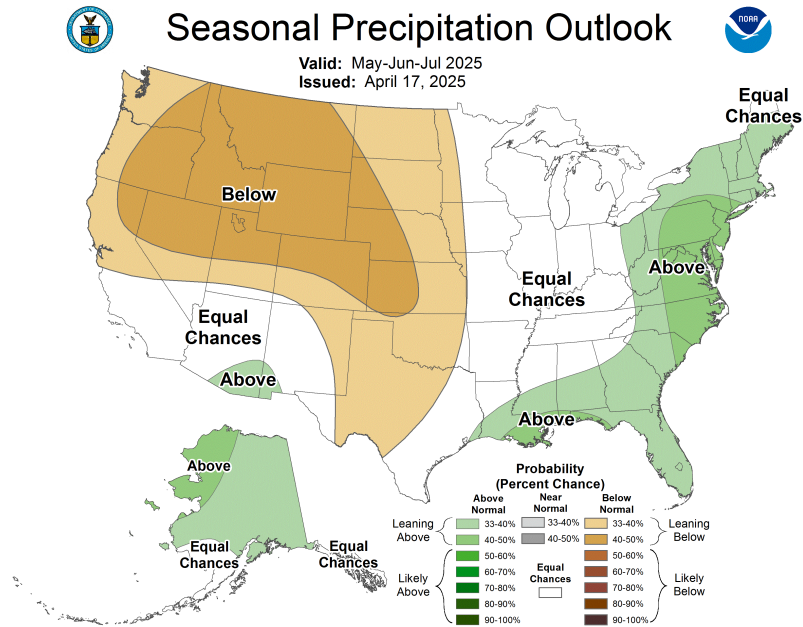 Seasonal Precipitation Outlook
NOAA
Valid: May-Jun-Jul 2025
Issued: April 17, 2025
Equal
Chances
Below
Above
Equal
Chances
Equal
Chances
Above
Above
Above
Equal
Chances
Equal
Chances
Probability
(Percent Chance)
Above
Normal
Near
Normal
Below
Normal
Leaning
Above
33-40%
40-50%
33-40%
40-50%
33-40%
40-50%
Leaning
Below
Likely
Above
50-60%
60-70%
70-80%
80-90%
90-100%
Equal
Chances
50-60%
60-70%
70-80%
80-90%
90-100%
Likely
Below